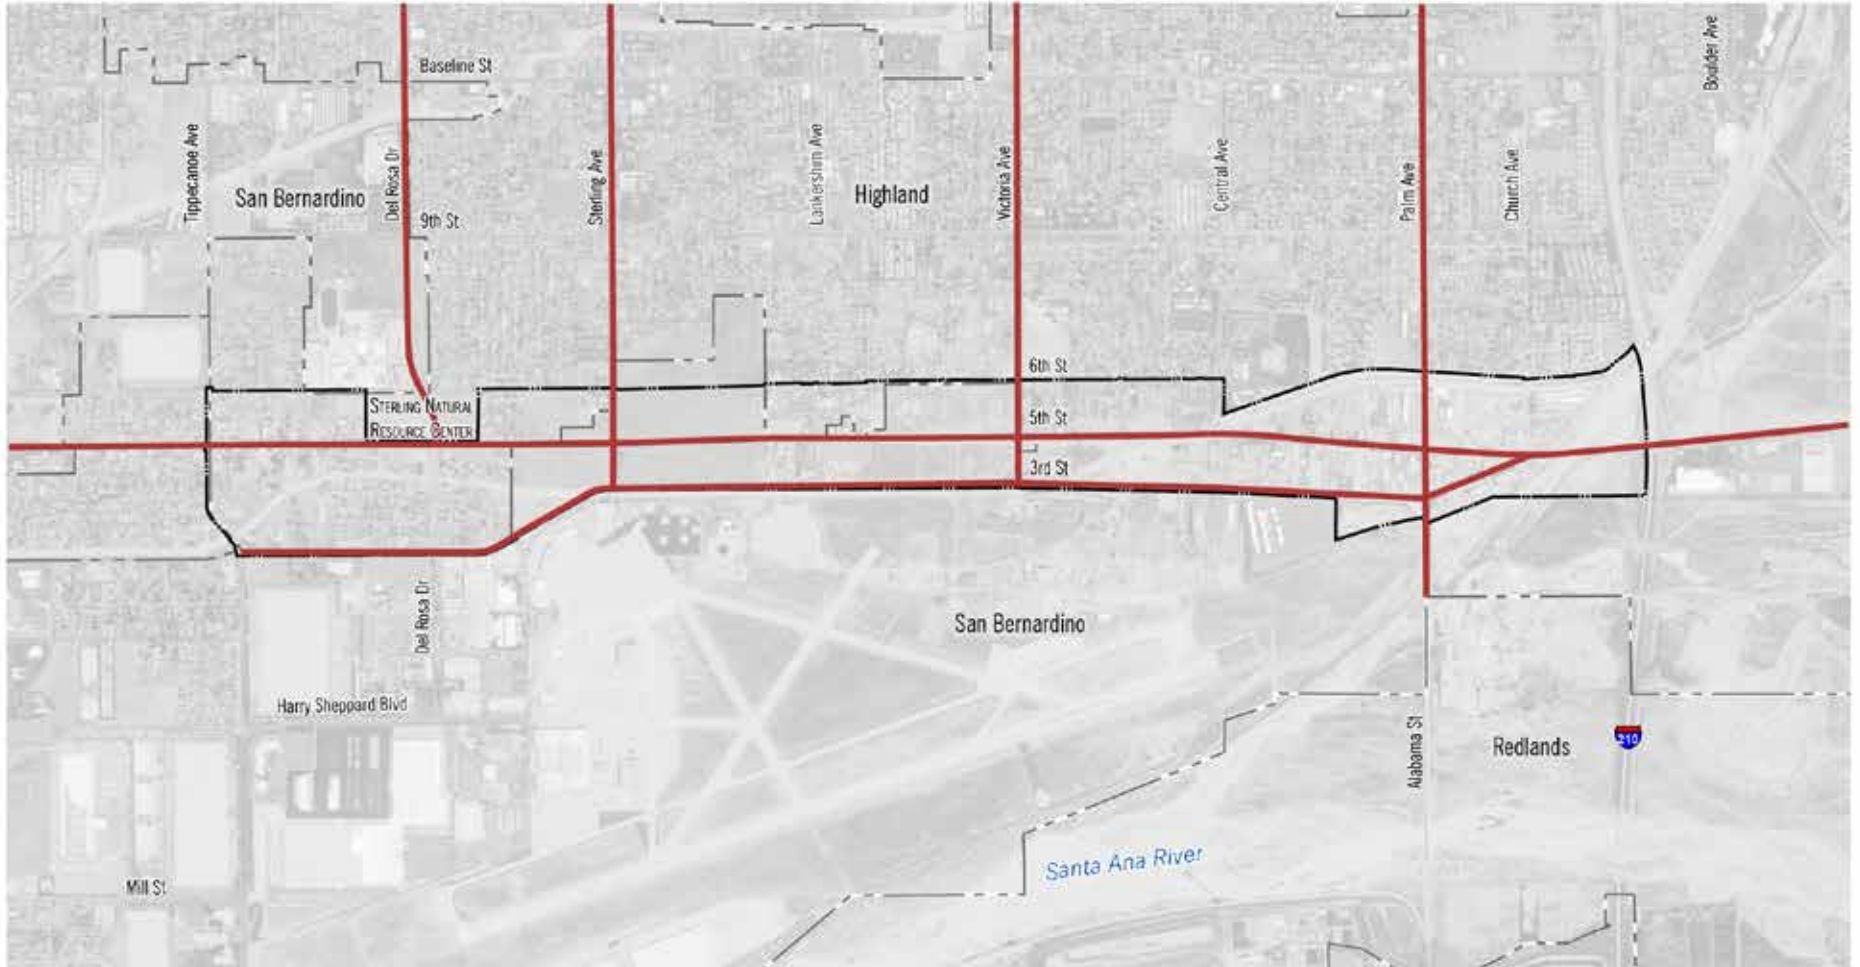 Baseline St
Boulder Ave
Tippecanoe Ave
San Bernardino
Del Rosa Dr
9th St
Sterling Ave
Lankershim Ave
Highland
Victoria Ave
Central Ave
Palm Ave
Church Ave
6th St
STERLING NATURAL
RESOURCE CENTER
5th St
3rd St
Del Rosa Dr
San Bernardino
Harry Sheppard Blvd
Alabama St
Redlands
210
Santa Ana River
Mill St